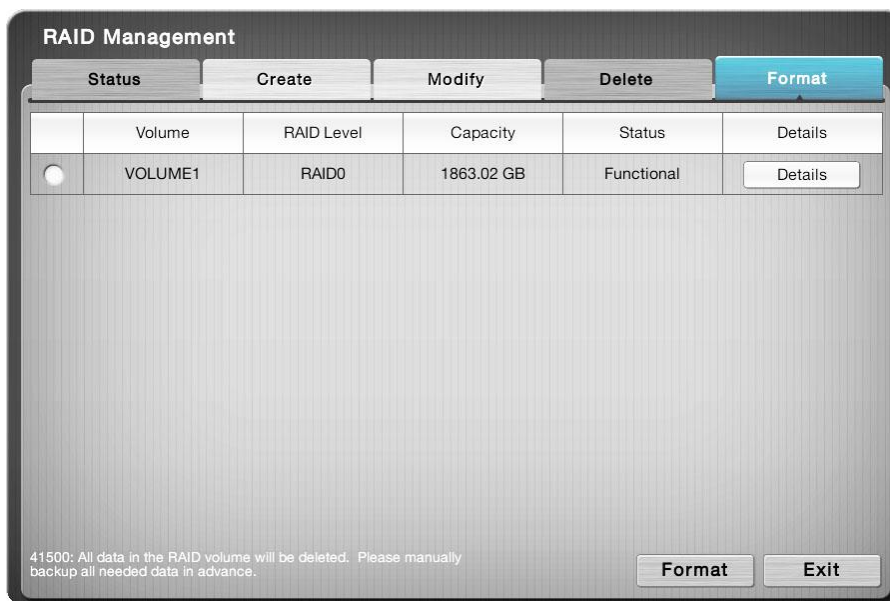 RAID Management
Status Create Modify Delete Format
Volume RAID Level Capacity Status Details
VOLUME1 RAID0 1863.02 GB Functional Details
41500: All data in the RAID volume will be deleted. Please manually
backup all needed data in advance.
Format Exit